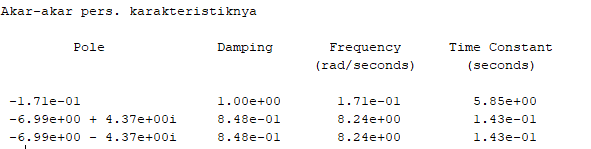 Akar-akar pers. karakteristiknya
Pole Damping Frequency Time Constant
(rad/seconds) (seconds)
-1.71e-01 1.00e+00 1.71e-01 5.85e+00
-6.99e+00 + 4.37e+00i 8.48e-01 8.24e+00 1.43e-01
-6.99e+00 - 4.37e+00i 8.48e-01 8.24e+00 1.43e-01